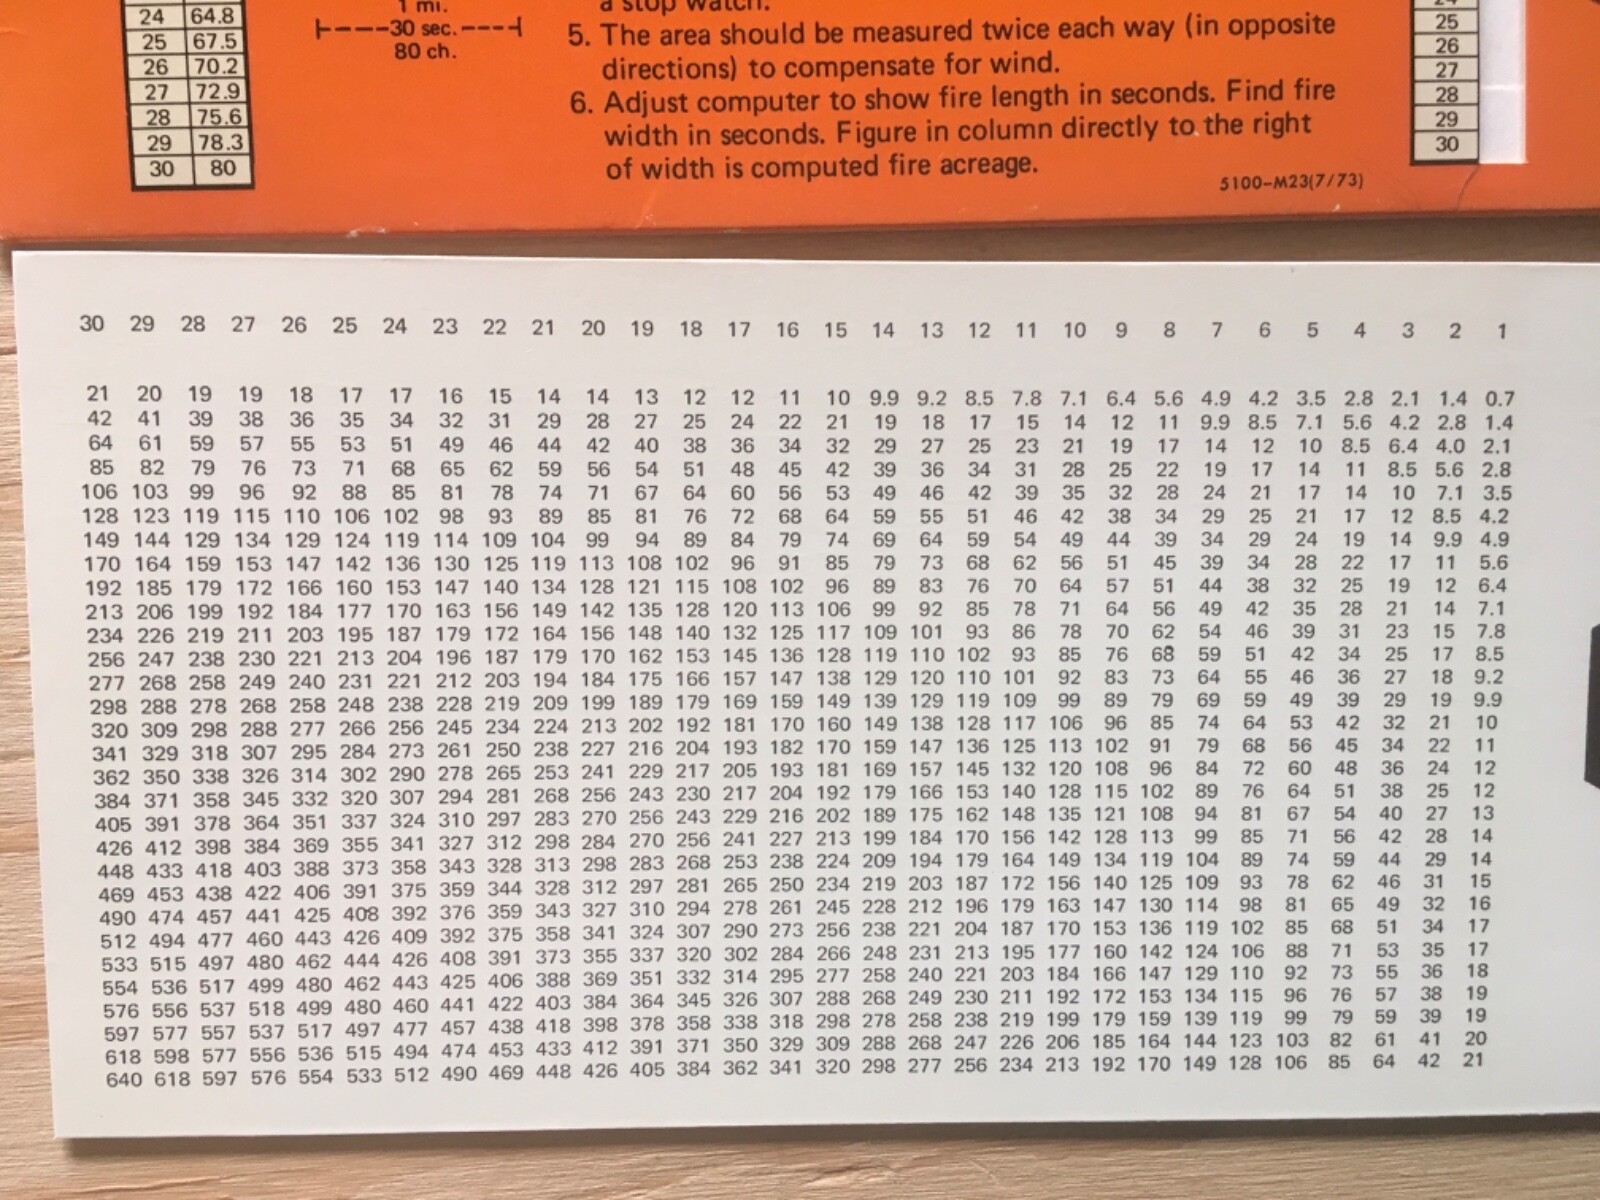 24 64.8
25 67.5
26 70.2
27 72.9
28 75.6
29 78.3
30 80
1 mi.
30 sec.
80 ch.
a stop watch.
5. The area should be measured twice each way (in opposite
directions) to compensate for wind.
6. Adjust computer to show fire length in seconds. Find fire
width in seconds. Figure in column directly to the right
of width is computed fire acreage.
5100-M23(7/73)
24
25
26
27
28
29
30
30 29 28 27 26 25 24 23 22 21 20 19 18 17 16 15 14 13 12 11 10 9 8 7 6 5 4 3 2 1
21 20 19 19 18 17 17 16 15 14 14 13 12 12 11 10 9.9 9.2 8.5 7.8 7.1 6.4 5.6 4.9 4.2 3.5 2.8 2.1 1.4 0.7
42 41 39 38 36 35 34 32 31 29 28 27 25 24 22 21 19 18 17 15 14 12 11 9.9 8.5 7.1 5.6 4.2 2.8 1.4
64 61 59 57 55 53 51 49 46 44 42 40 38 36 34 32 29 27 25 23 21 19 17 14 12 10 8.5 6.4 4.0 2.1
85 82 79 76 73 71 68 65 62 59 56 54 51 48 45 42 39 36 34 31 28 25 22 19 17 14 11 8.5 5.6 2.8
106 103 99 96 92 88 85 81 78 74 71 67 64 60 56 53 49 46 42 39 35 32 28 24 21 17 14 10 7.1 3.5
128 123 119 115 110 106 102 98 93 89 85 81 76 72 68 64 59 55 51 46 42 38 34 29 25 21 17 12 8.5 4.2
149 144 129 134 129 124 119 114 109 104 99 94 89 84 79 74 69 64 59 54 49 44 39 34 29 24 19 14 9.9 4.9
170 164 159 153 147 142 136 130 125 119 113 108 102 96 91 85 79 73 68 62 56 51 45 39 34 28 22 17 11 5.6
192 185 179 172 166 160 153 147 140 134 128 121 115 108 102 96 89 83 76 70 64 57 51 44 38 32 25 19 12 6.4
213 206 199 192 184 177 170 163 156 149 142 135 128 120 113 106 99 92 85 78 71 64 56 49 42 35 28 21 14 7.1
234 226 219 211 203 195 187 179 172 164 156 148 140 132 125 117 109 101 93 86 78 70 62 54 46 39 31 23 15 7.8
256 247 238 230 221 213 204 196 187 179 170 162 153 145 136 128 119 110 102 93 85 76 68 59 51 42 34 25 17 8.5
277 268 258 249 240 231 221 212 203 194 184 175 166 157 147 138 129 120 110 101 92 83 73 64 55 46 36 27 18 9.2
298 288 278 268 258 248 238 228 219 209 199 189 179 169 159 149 139 129 119 109 99 89 79 69 59 49 39 29 19 9.9
320 309 298 288 277 266 256 245 234 224 213 202 192 181 170 160 149 138 128 117 106 96 85 74 64 53 42 32 21 10
341 329 318 307 295 284 273 261 250 238 227 216 204 193 182 170 159 147 136 125 113 102 91 79 68 56 45 34 22 11
362 350 338 326 314 302 290 278 265 253 241 229 217 205 193 181 169 157 145 132 120 108 96 84 72 60 48 36 24 12
384 371 358 345 332 320 307 294 281 268 256 243 230 217 204 192 179 166 153 140 128 115 102 89 76 64 51 38 25 12
405 391 378 364 351 337 324 310 297 283 270 256 243 229 216 202 189 175 162 148 135 121 108 94 81 67 54 40 27 13
426 412 398 384 369 355 341 327 312 298 284 270 256 241 227 213 199 184 170 156 142 128 113 99 85 71 56 42 28 14
448 433 418 403 388 373 358 343 328 313 298 283 268 253 238 224 209 194 179 164 149 134 119 104 89 74 59 44 29 14
469 453 438 422 406 391 375 359 344 328 312 297 281 265 250 234 219 203 187 172 156 140 125 109 93 78 62 46 31 15
490 474 457 441 425 408 392 376 359 343 327 310 294 278 261 245 228 212 196 179 163 147 130 114 98 81 65 49 32 16
512 494 477 460 443 426 409 392 375 358 341 324 307 290 273 256 238 221 204 187 170 153 136 119 102 85 68 51 34 17
533 515 497 480 462 444 426 408 391 373 355 337 320 302 284 266 248 231 213 195 177 160 142 124 106 88 71 53 35 17
554 536 517 499 480 462 443 425 406 388 369 351 332 314 295 277 258 240 221 203 184 166 147 129 110 92 73 55 36 18
576 556 537 518 499 480 460 441 422 403 384 364 345 326 307 288 268 249 230 211 192 172 153 134 115 96 76 57 38 19
597 577 557 537 517 497 477 457 438 418 398 378 358 338 318 298 278 258 238 219 199 179 159 139 119 99 79 59 39 19
618 598 577 556 536 515 494 474 453 433 412 391 371 350 329 309 288 268 247 226 206 185 164 144 123 103 82 61 41 20
640 618 597 576 554 533 512 490 469 448 426 405 384 362 341 320 298 277 256 234 213 192 170 149 128 106 85 64 42 21